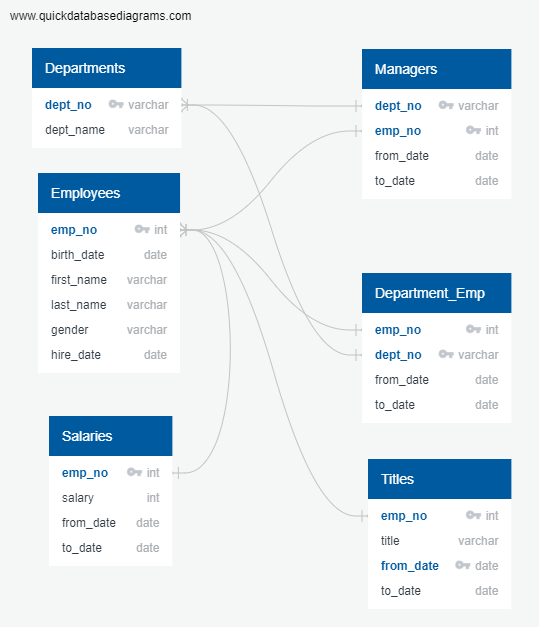 www.quickdatabasediagrams.com
Departments
dept_no varchar
dept_name varchar
Employees
emp_no int
birth_date date
first_name varchar
last_name varchar
gender varchar
hire_date date
Salaries
emp_no int
salary int
from_date date
to_date date
Managers
dept_no varchar
emp_no int
from_date date
to_date date
Department_Emp
emp_no int
dept_no varchar
from_date date
to_date date
Titles
emp_no int
title varchar
from_date date
to_date date